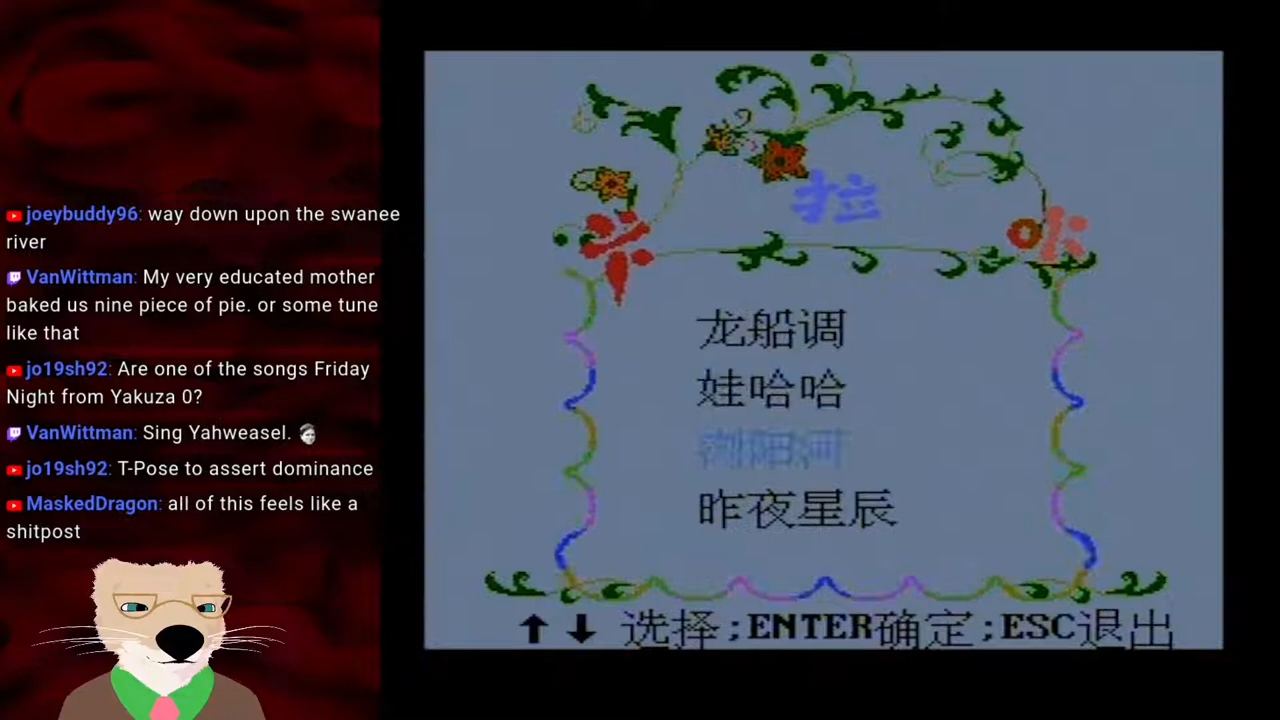 joeybuddy96: way down upon the swanee
river
VanWittman: My very educated mother
baked us nine piece of pie. or some tune
like that
jo19sh92: Are one of the songs Friday
Night from Yakuza 0?
VanWittman: Sing Yahweasel.
jo19sh92: T-Pose to assert dominance
MaskedDragon: all of this feels like a
shitpost
拉
O
K
龙船调
娃哈哈
浏阳河
昨夜星辰
↑ ↓ 选择;ENTER确定;ESC退出